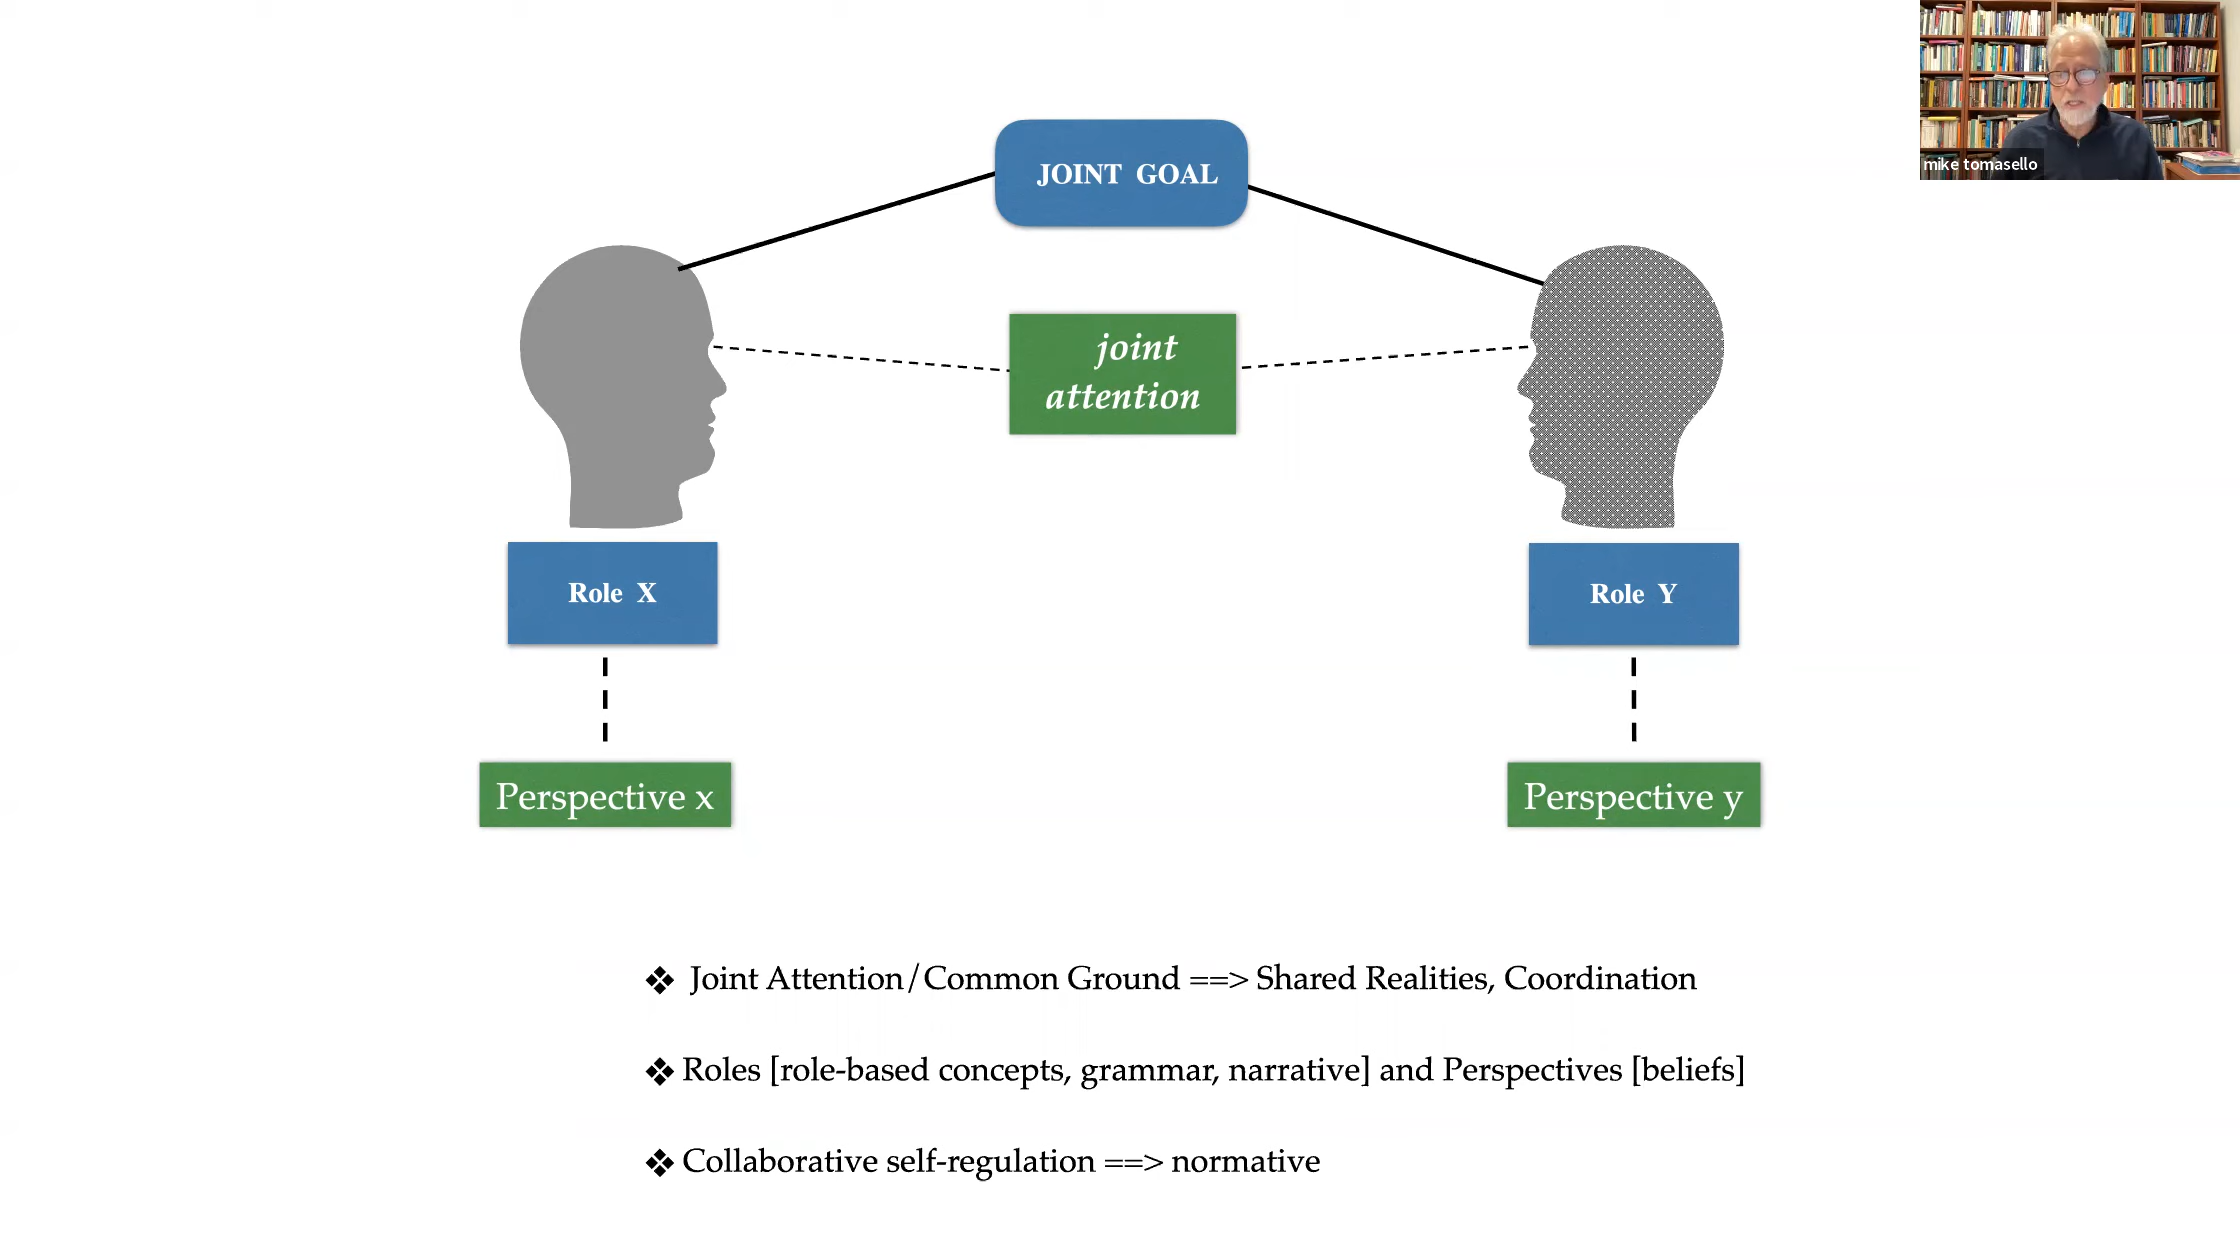 mike tomasello
JOINT GOAL
joint
attention
Role X
Role Y
Perspective x
Perspective y
❖ Joint Attention/Common Ground ==> Shared Realities, Coordination
❖ Roles [role-based concepts, grammar, narrative] and Perspectives [beliefs]
❖ Collaborative self-regulation ==> normative